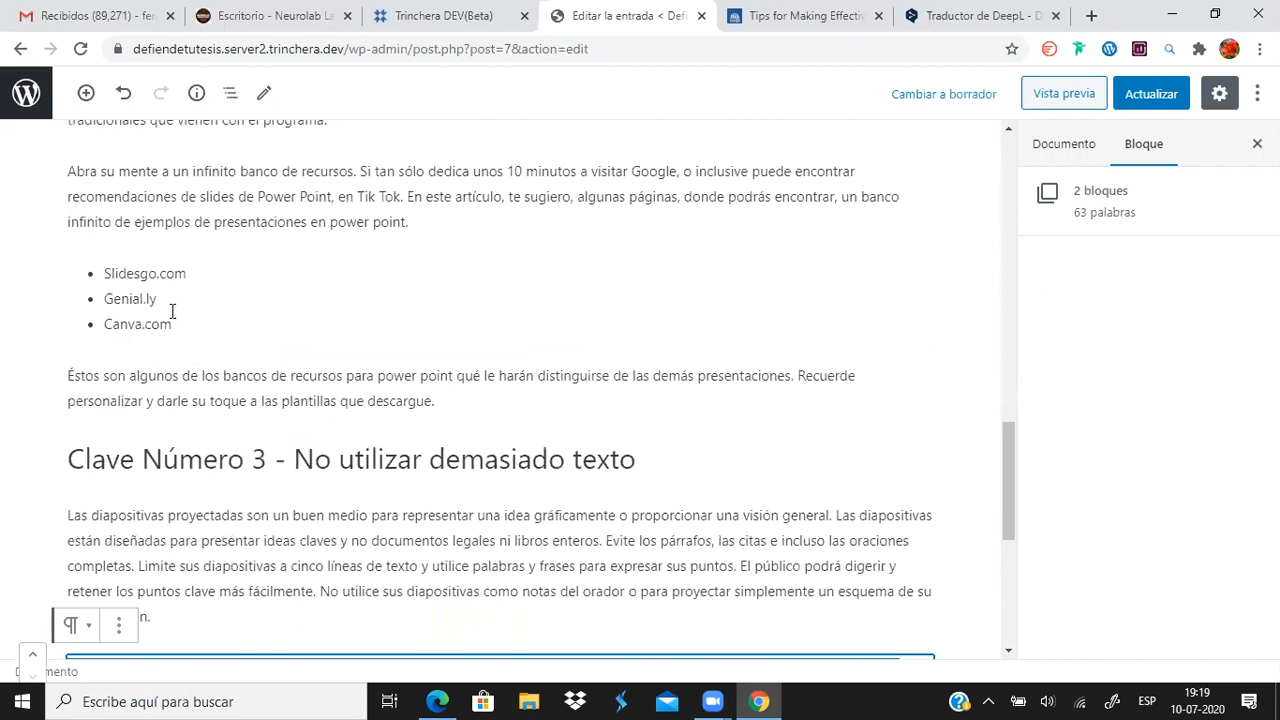 Recibidos (89,271) - fer
Escritorio ‹ Neurolab La
Trinchera DEV(Beta)
Editar la entrada ‹ Defie
Tips for Making Effectiv
Traductor de DeepL - D
defiendetutesis.server2.trinchera.dev/wp-admin/post.php?post=7&action=edit
Cambiar a borrador
Vista previa
Actualizar
tradicionales que vienen con el programa.
Documento
Bloque
Abra su mente a un infinito banco de recursos. Si tan sólo dedica unos 10 minutos a visitar Google, o inclusive puede encontrar
recomendaciones de slides de Power Point, en Tik Tok. En este artículo, te sugiero, algunas páginas, donde podrás encontrar, un banco
infinito de ejemplos de presentaciones en power point.
2 bloques
63 palabras
• Slidesgo.com
• Genial.ly
• Canva.com
Éstos son algunos de los bancos de recursos para power point qué le harán distinguirse de las demás presentaciones. Recuerde
personalizar y darle su toque a las plantillas que descargue.
Clave Número 3 - No utilizar demasiado texto
Las diapositivas proyectadas son un buen medio para representar una idea gráficamente o proporcionar una visión general. Las diapositivas
están diseñadas para presentar ideas claves y no documentos legales ni libros enteros. Evite los párrafos, las citas e incluso las oraciones
completas. Limite sus diapositivas a cinco líneas de texto y utilice palabras y frases para expresar sus puntos. El público podrá digerir y
retener los puntos clave más fácilmente. No utilice sus diapositivas como notas del orador o para proyectar simplemente un esquema de su
n.
Documento
Escribe aquí para buscar
ESP
19:19
10-07-2020